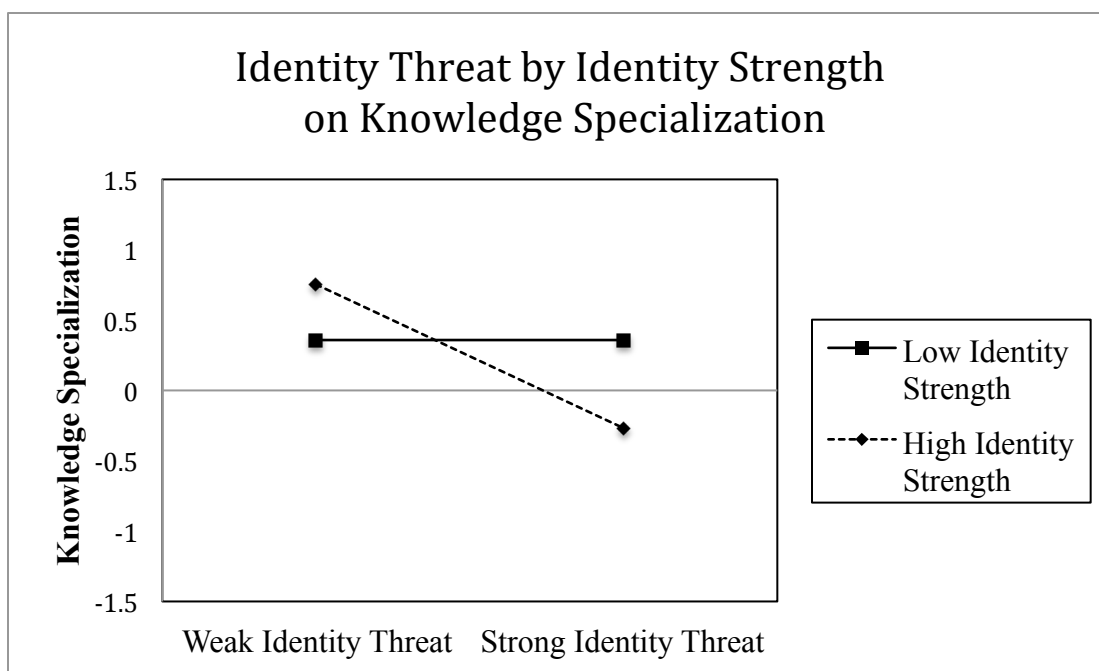 Identity Threat by Identity Strength
on Knowledge Specialization
Knowledge Specialization
1.5
1
0.5
0
-0.5
-1
-1.5
Weak Identity Threat
Strong Identity Threat
Low Identity
Strength
High Identity
Strength